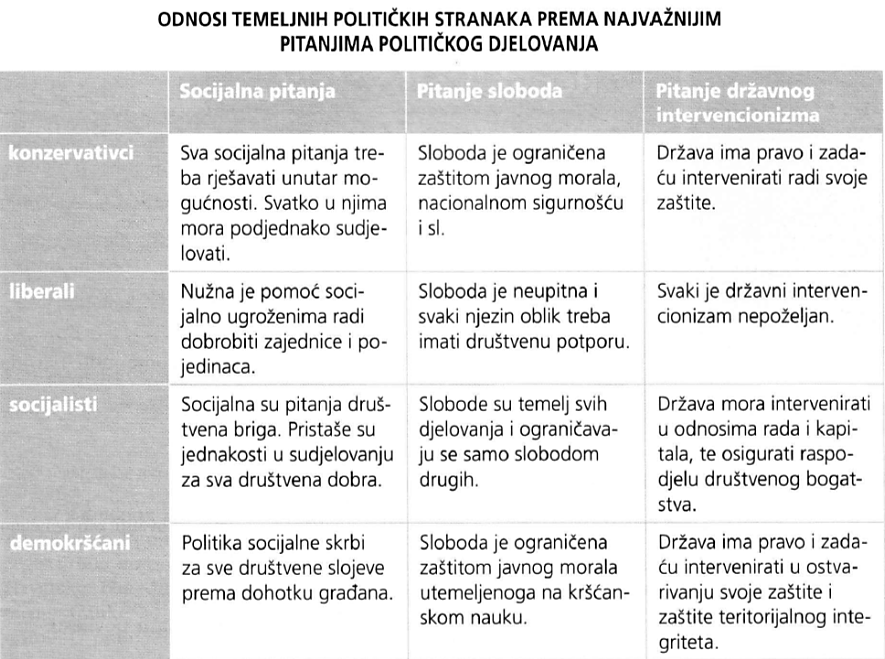 ODNOSI TEMELJNIH POLITIČKIH STRANAKA PREMA NAJVAŽNIJIM
PITANJIMA POLITIČKOG DJELOVANJA
Socijalna pitanja
Pitanje sloboda
Pitanje državnog
intervencionizma
konzervativci
Sva socijalna pitanja tre-
ba rješavati unutar mo-
gućnosti. Svatko u njima
mora podjednako sudje-
lovati.
Sloboda je ograničena
zaštitom javnog morala,
nacionalnom sigurnošću
i sl.
Država ima pravo i zada-
ću intervenirati radi svoje
zaštite.
liberali
Nužna je pomoć soci-
jalno ugroženima radi
dobrobiti zajednice i po-
jedinaca.
Sloboda je neupitna i
svaki njezin oblik treba
imati društvenu potporu.
Svaki je državni interven-
cionizam nepoželjan.
socijalisti
Socijalna su pitanja druš-
tvena briga. Pristaše su
jednakosti u sudjelovanju
za sva društvena dobra.
Slobode su temelj svih
djelovanja i ograničava-
ju se samo slobodom
drugih.
Država mora intervenirati
u odnosima rada i kapi-
tala, te osigurati raspo-
djelu društvenog bogat-
stva.
demokršćani
Politika socijalne skrbi
za sve društvene slojeve
prema dohotku građana.
Sloboda je ograničena
zaštitom javnog morala
utemeljenoga na kršćan-
skom nauku.
Država ima pravo i zada-
ću intervenirati u ostva-
rivanju svoje zaštite i
zaštite teritorijalnog inte-
griteta.